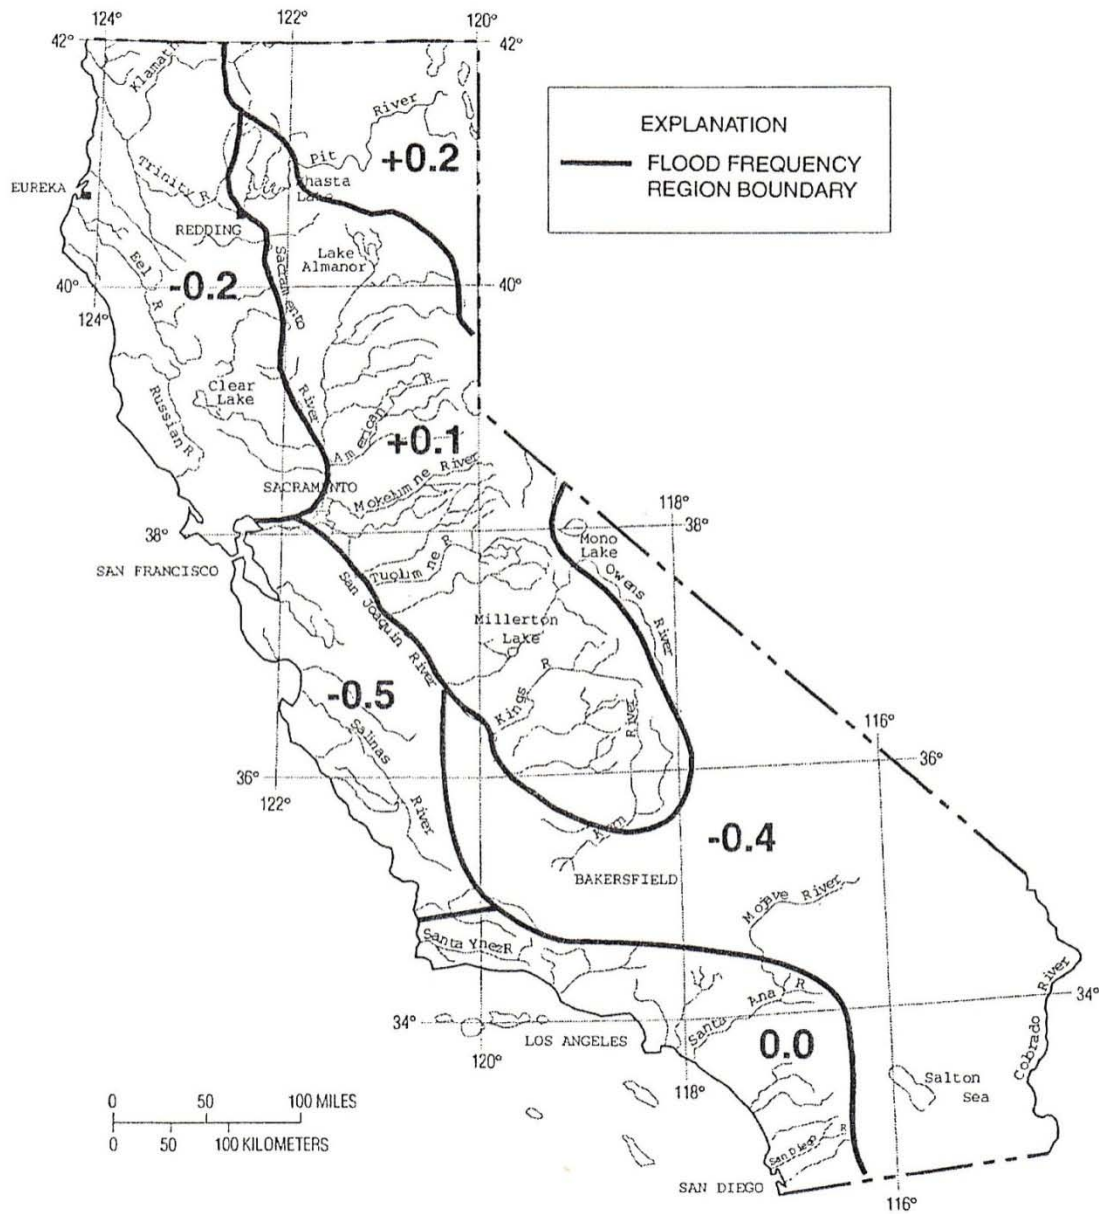 124°
122°
120°
42°
42°
Klamath
River
EXPLANATION
FLOOD FREQUENCY
REGION BOUNDARY
Pit
+0.2
Trinity R
Shasta
Lake
EUREKA
REDDING
Lake
Almanor
Sacramento
River
Eel
R
-0.2
40°
40°
124°
Clear
Lake
American R
Russian R
+0.1
SACRAMENTO
Mokelumne River
118°
38°
38°
Mono
Lake
SAN FRANCISCO
Tuolumne R
Owens
River
San Joaquin River
Millerton
Lake
-0.5
Kings R
River
Salinas
River
116°
36°
36°
122°
Kern
-0.4
BAKERSFIELD
Mojave River
Santa Ynez R
Santa Ana R
34°
34°
LOS ANGELES
120°
0.0
118°
Colorado
River
Salton
Sea
0 50 100 MILES
0 50 100 KILOMETERS
San Diego R
SAN DIEGO
116°